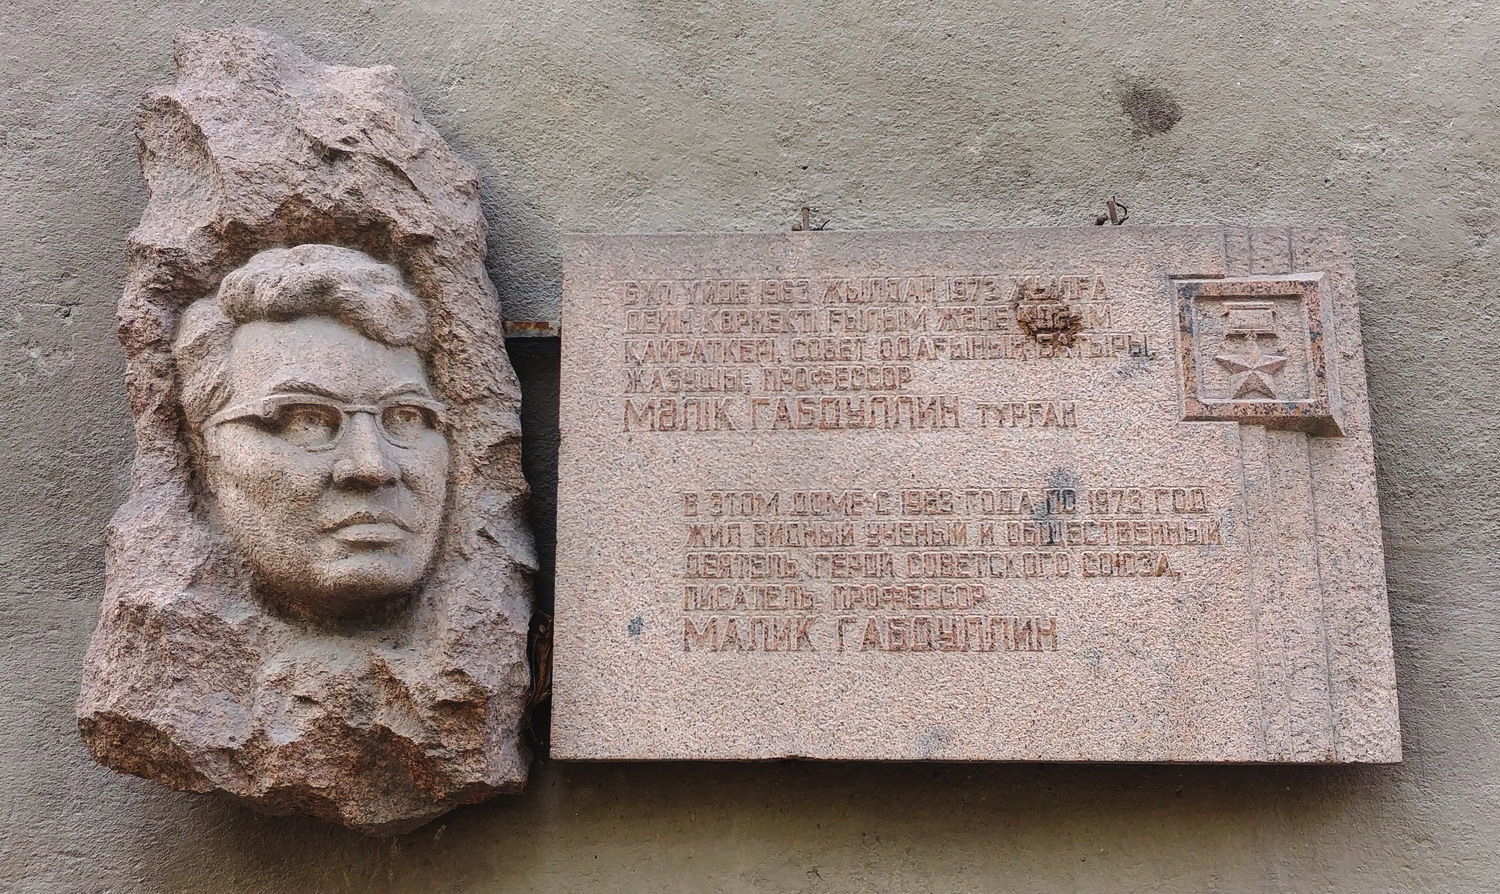 БҰЛ ҮЙДЕ 1963 ЖЫЛДАН 1973 ЖЫЛҒА
ДЕЙІН КӨРНЕКТІ ҒЫЛЫМ ЖӘНЕ
ҚАЙРАТКЕРІ, СОВЕТ ОДАҒЫНЫҢ БАТЫРЫ,
ЖАЗУШЫ, ПРОФЕССОР
МӘЛІК ҒАБДУЛЛИН ТҰРҒАН
В ЭТОМ ДОМЕ С 1963 ГОДА ПО 1973 ГОД
ЖИЛ ВИДНЫЙ УЧЕНЫЙ И ОБЩЕСТВЕННЫЙ
ДЕЯТЕЛЬ, ГЕРОЙ СОВЕТСКОГО СОЮЗА,
ПИСАТЕЛЬ, ПРОФЕССОР
МАЛИК ГАБДУЛЛИН